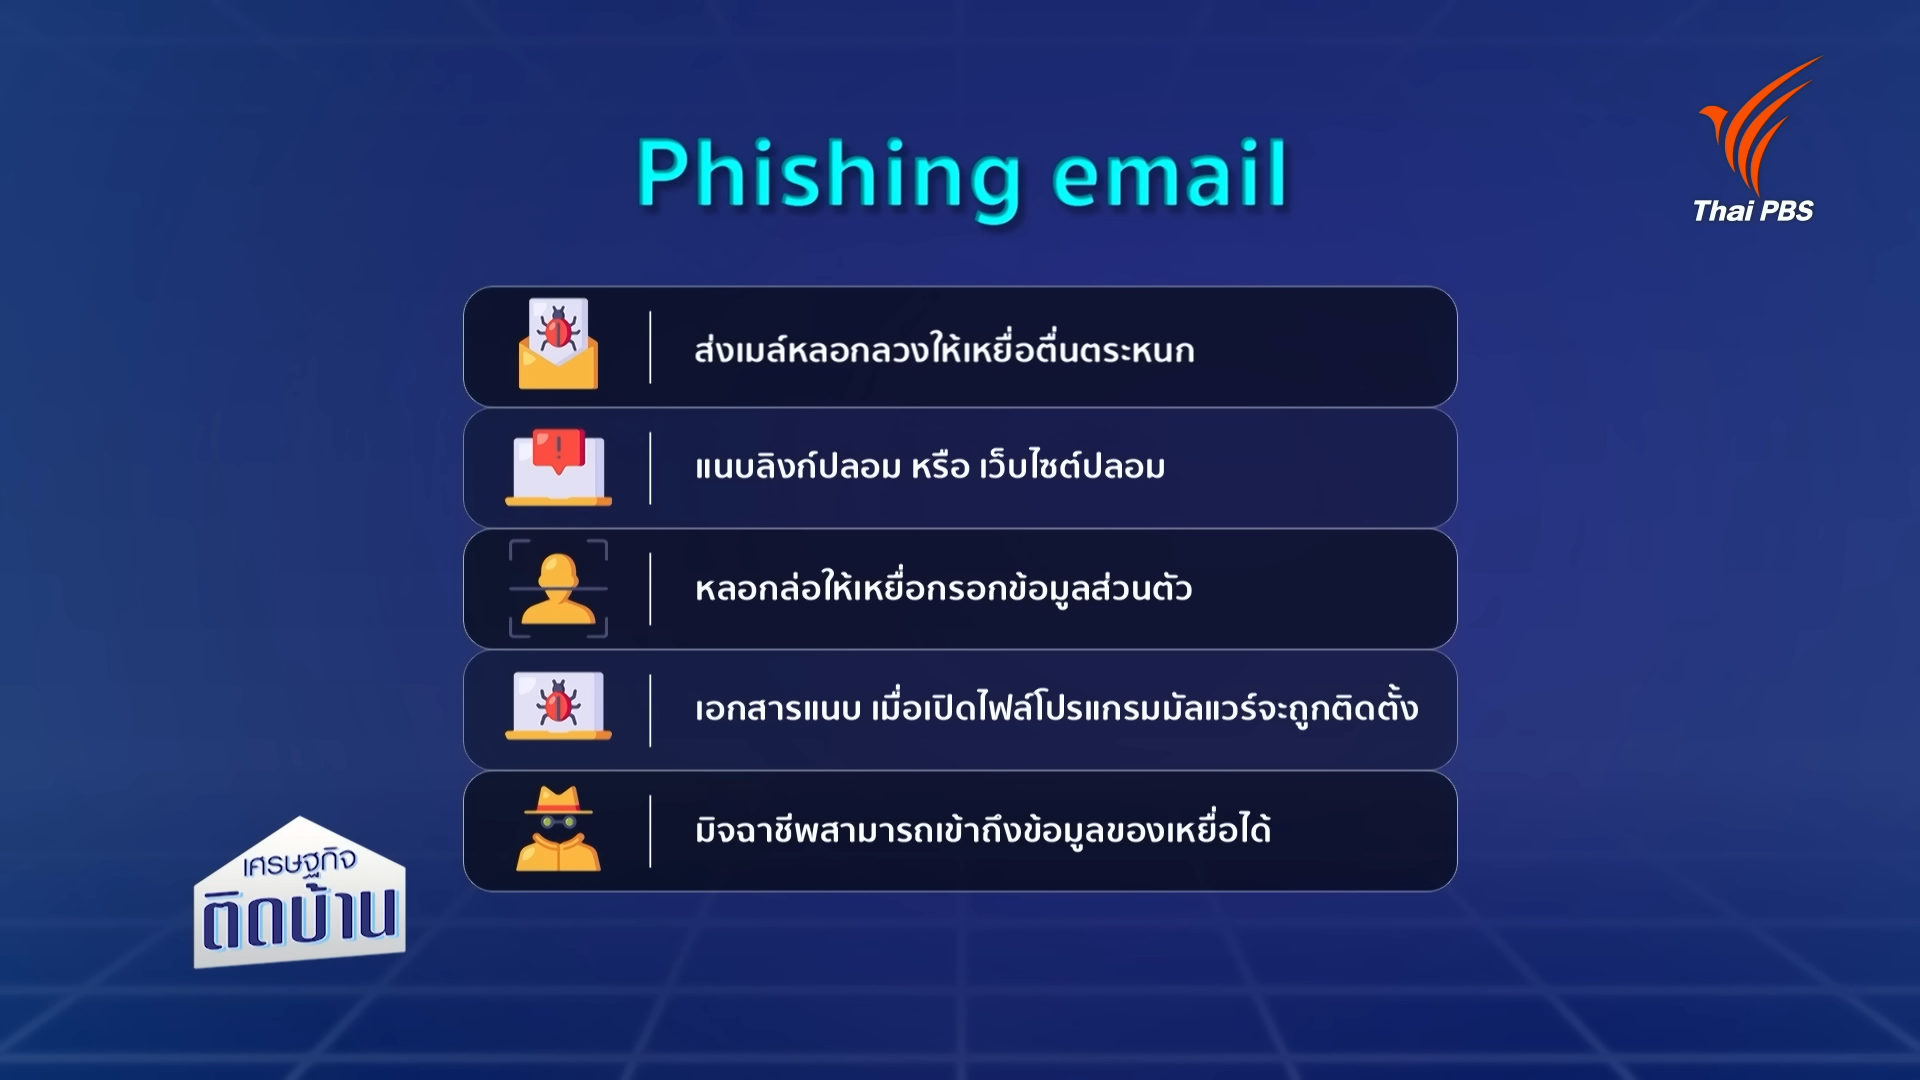 Phishing email
Thai PBS
ส่งเมล์หลอกลวงให้เหยื่อตื่นตระหนก
แนบลิงก์ปลอม หรือ เว็บไซต์ปลอม
หลอกล่อให้เหยื่อกรอกข้อมูลส่วนตัว
เอกสารแนบ เมื่อเปิดไฟล์โปรแกรมมัลแวร์จะถูกติดตั้ง
มิจฉาชีพสามารถเข้าถึงข้อมูลของเหยื่อได้
เศรษฐกิจ
ติดบ้าน